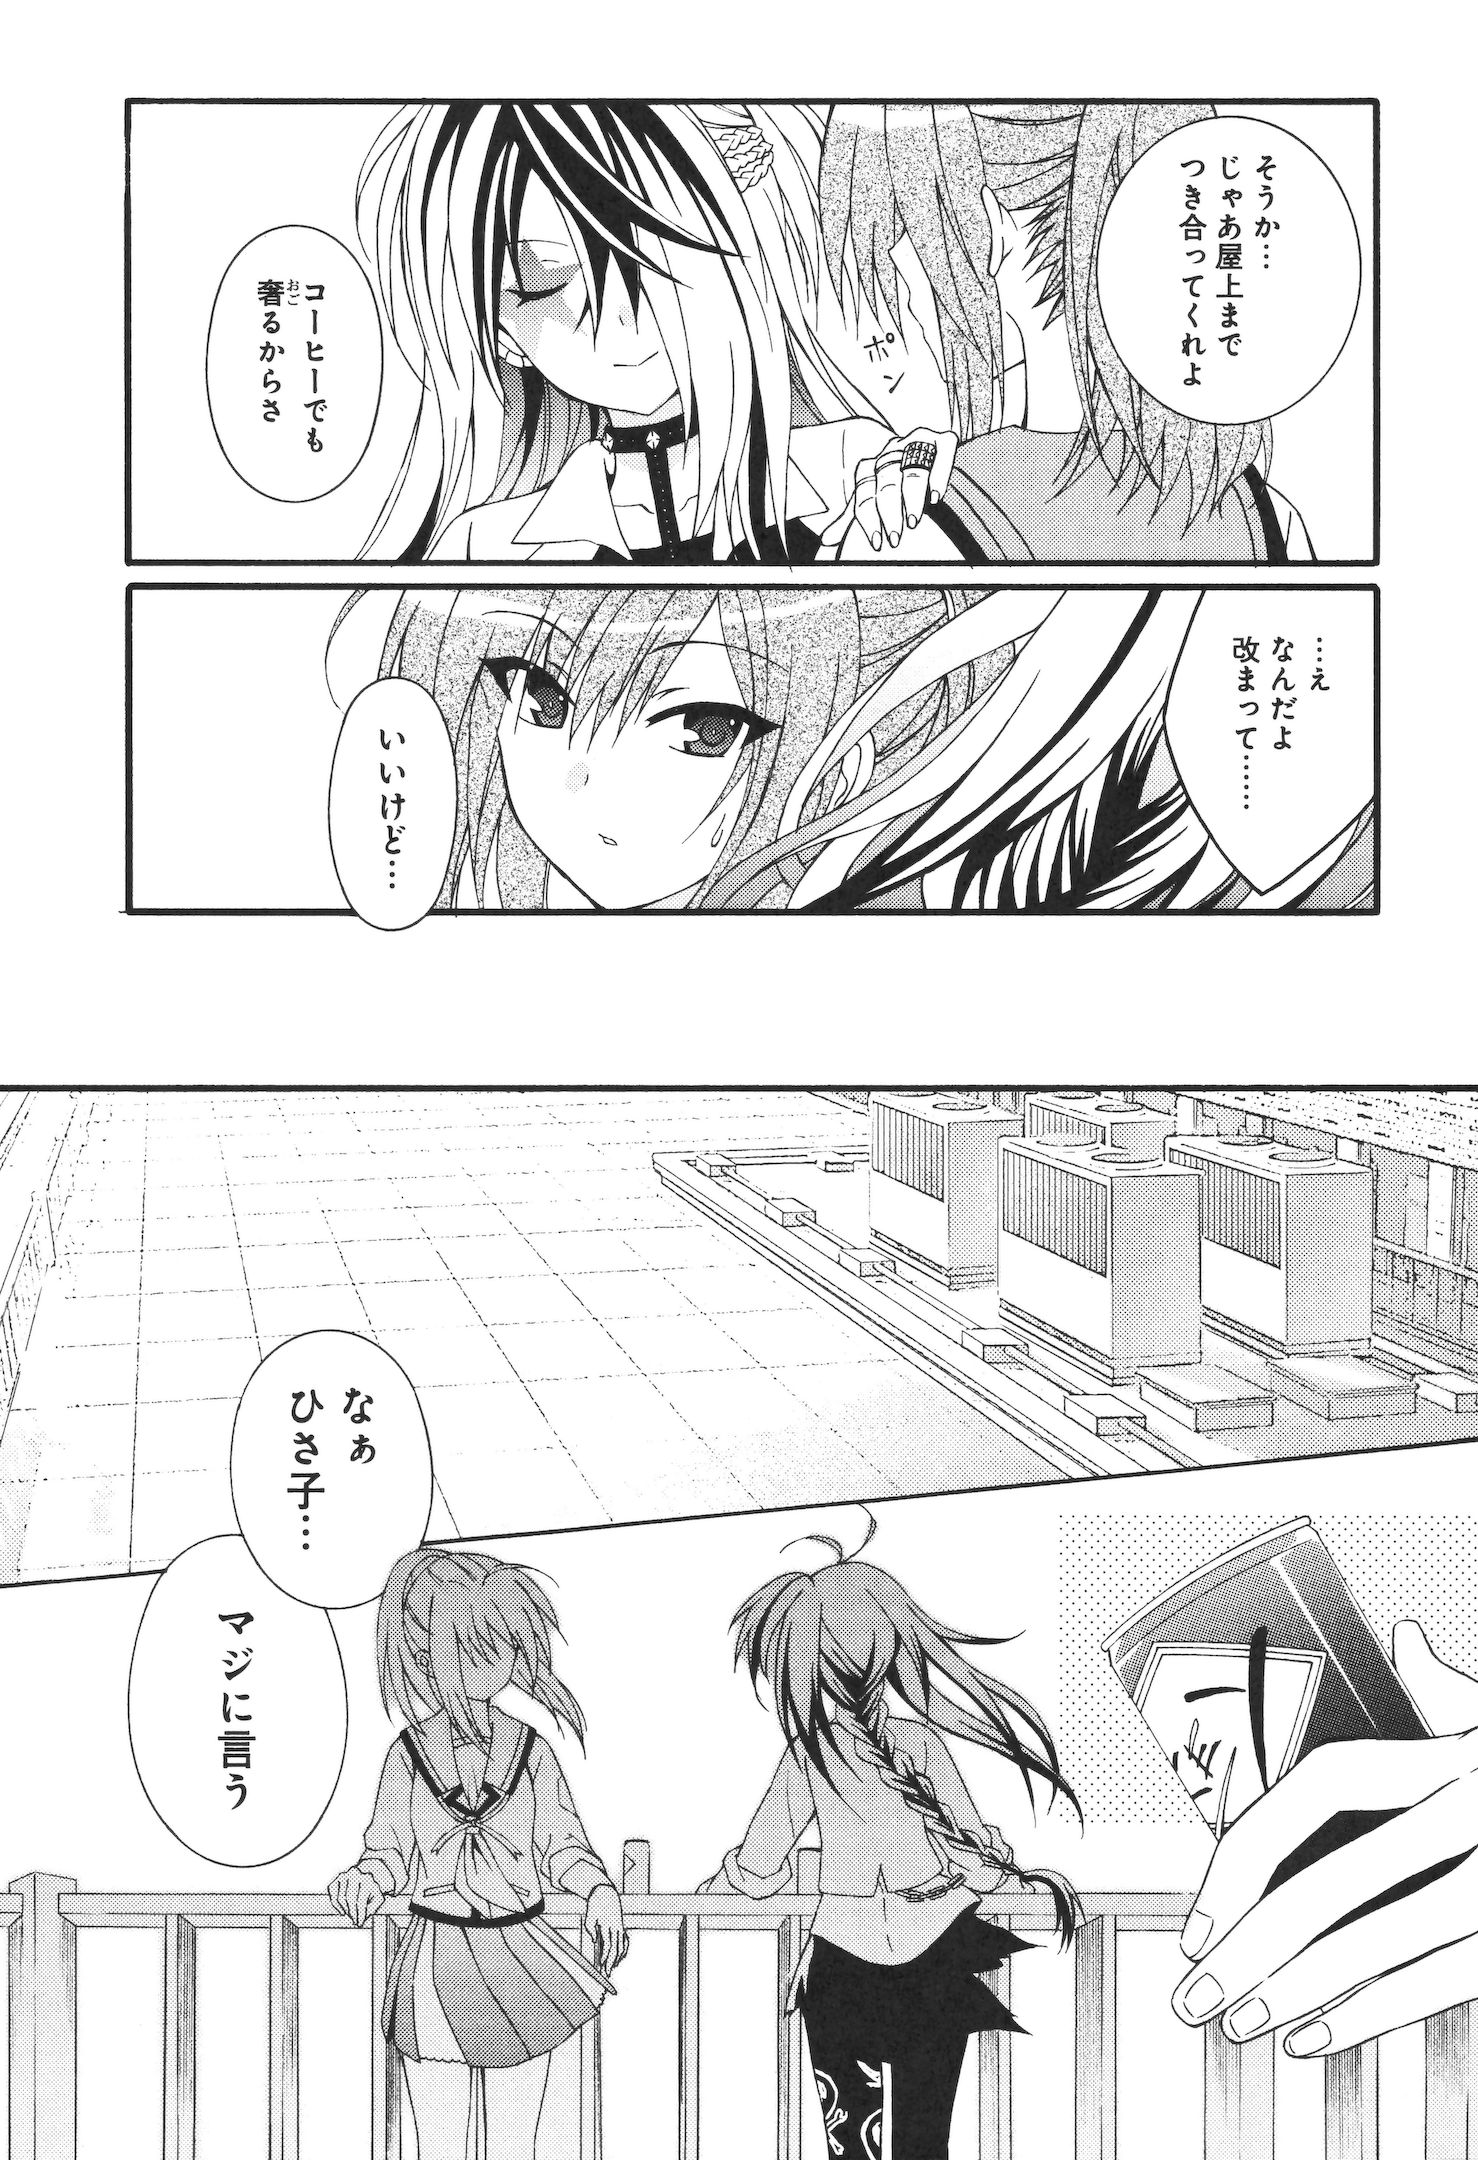 そうか…
じゃあ屋上まで
つき合ってくれよ
ポン
コーヒーでも
奢るからさ
おご
…え
なんだよ
改まって……
いいけど…
なぁ
ひさ子…
マジに言う